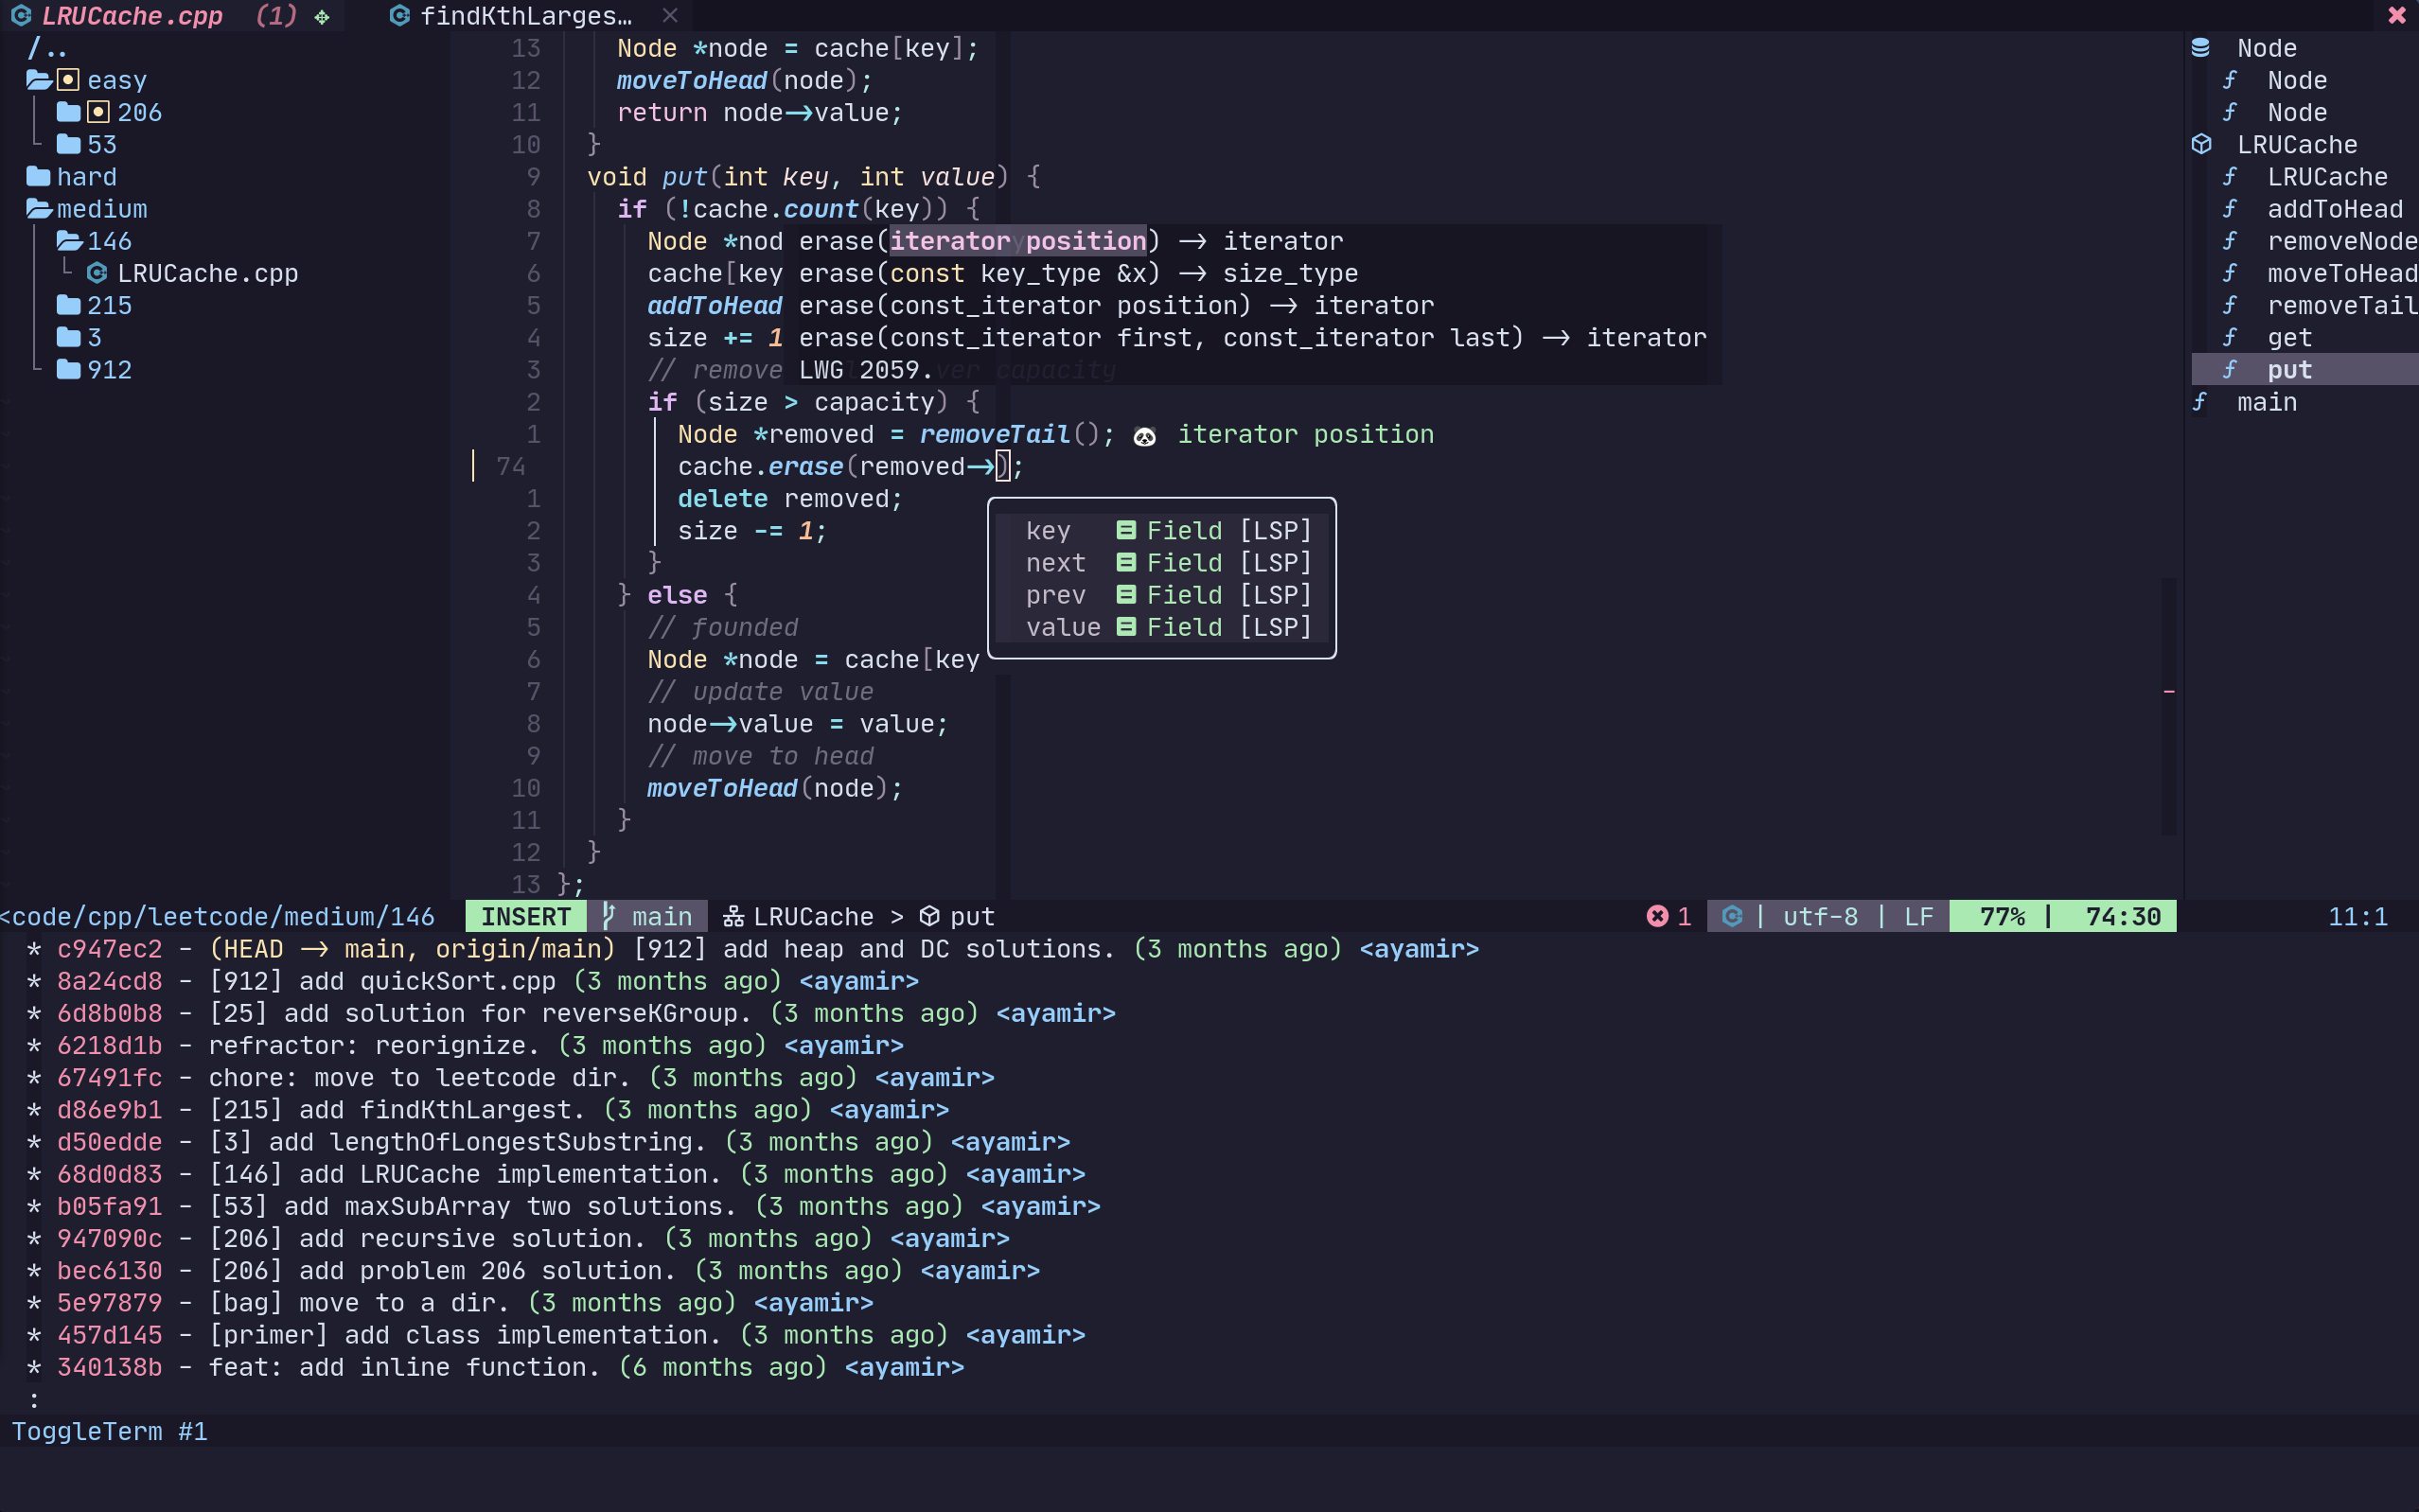 LRUCache.cpp (1) findKthLarges… ×
/..
easy
206
53
hard
medium
146
LRUCache.cpp
215
3
912
13 Node *node = cache[key];
12 moveToHead(node);
11 return node->value;
10 }
9 void put(int key, int value) {
8 if (!cache.count(key)) {
7 Node *nod erase(iterator position) -> iterator
6 cache[key erase(const key_type &x) -> size_type
5 addToHead erase(const_iterator position) -> iterator
4 size += 1 erase(const_iterator first, const_iterator last) -> iterator
3 // remove LWG 2059. ver capacity
2 if (size > capacity) {
1 Node *removed = removeTail(); 🐼 iterator position
74 cache.erase(removed->);
1 delete removed;
2 size -= 1;
3 }
4 } else {
5 // founded
6 Node *node = cache[key
7 // update value
8 node->value = value;
9 // move to head
10 moveToHead(node);
11 }
12 }
13 };
key Field [LSP]
next Field [LSP]
prev Field [LSP]
value Field [LSP]
Node
ƒ Node
ƒ Node
LRUCache
ƒ LRUCache
ƒ addToHead
ƒ removeNode
ƒ moveToHead
ƒ removeTail
ƒ get
ƒ put
ƒ main
<code/cpp/leetcode/medium/146 INSERT main LRUCache > put 1 | utf-8 | LF 77% | 74:30 11:1
* c947ec2 - (HEAD -> main, origin/main) [912] add heap and DC solutions. (3 months ago) <ayamir>
* 8a24cd8 - [912] add quickSort.cpp (3 months ago) <ayamir>
* 6d8b0b8 - [25] add solution for reverseKGroup. (3 months ago) <ayamir>
* 6218d1b - refractor: reorignize. (3 months ago) <ayamir>
* 67491fc - chore: move to leetcode dir. (3 months ago) <ayamir>
* d86e9b1 - [215] add findKthLargest. (3 months ago) <ayamir>
* d50edde - [3] add lengthOfLongestSubstring. (3 months ago) <ayamir>
* 68d0d83 - [146] add LRUCache implementation. (3 months ago) <ayamir>
* b05fa91 - [53] add maxSubArray two solutions. (3 months ago) <ayamir>
* 947090c - [206] add recursive solution. (3 months ago) <ayamir>
* bec6130 - [206] add problem 206 solution. (3 months ago) <ayamir>
* 5e97879 - [bag] move to a dir. (3 months ago) <ayamir>
* 457d145 - [primer] add class implementation. (3 months ago) <ayamir>
* 340138b - feat: add inline function. (6 months ago) <ayamir>
:
ToggleTerm #1